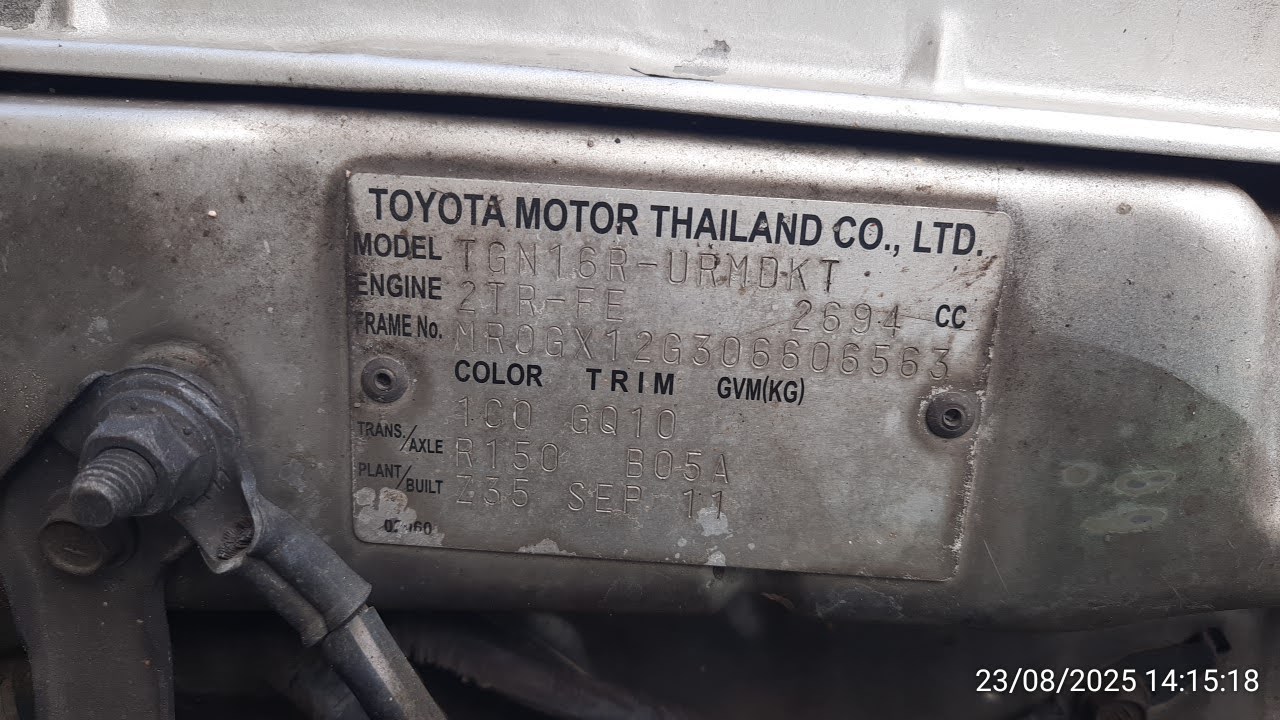 TOYOTA MOTOR THAILAND CO., LTD.
MODEL TGN16R-URMDKT
ENGINE 2TR-FE 2694 CC
FRAME No. MR0GX12G306606563
COLOR TRIM GVM(KG)
1C0 GQ10
TRANS./AXLE R150 B05A
PLANT/BUILT Z35 SEP 11
23/08/2025 14:15:18